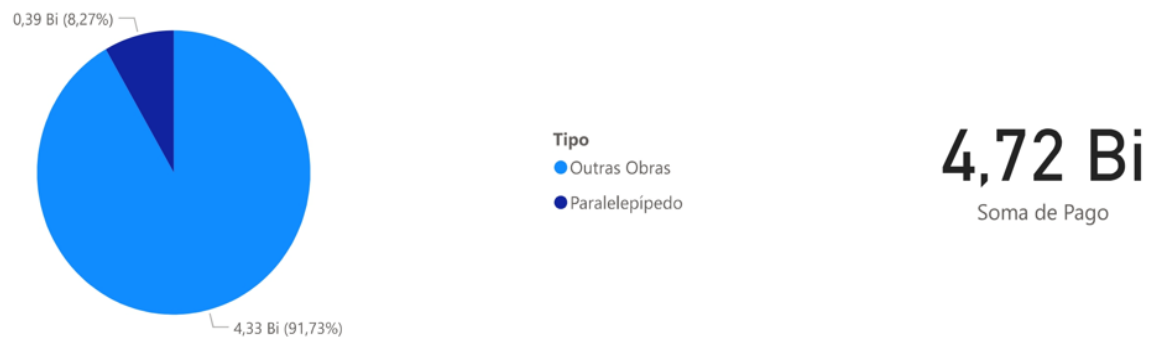 0,39 Bi (8,27%)
4,33 Bi (91,73%)
Tipo
Outras Obras
Paralelepípedo
4,72 Bi
Soma de Pago